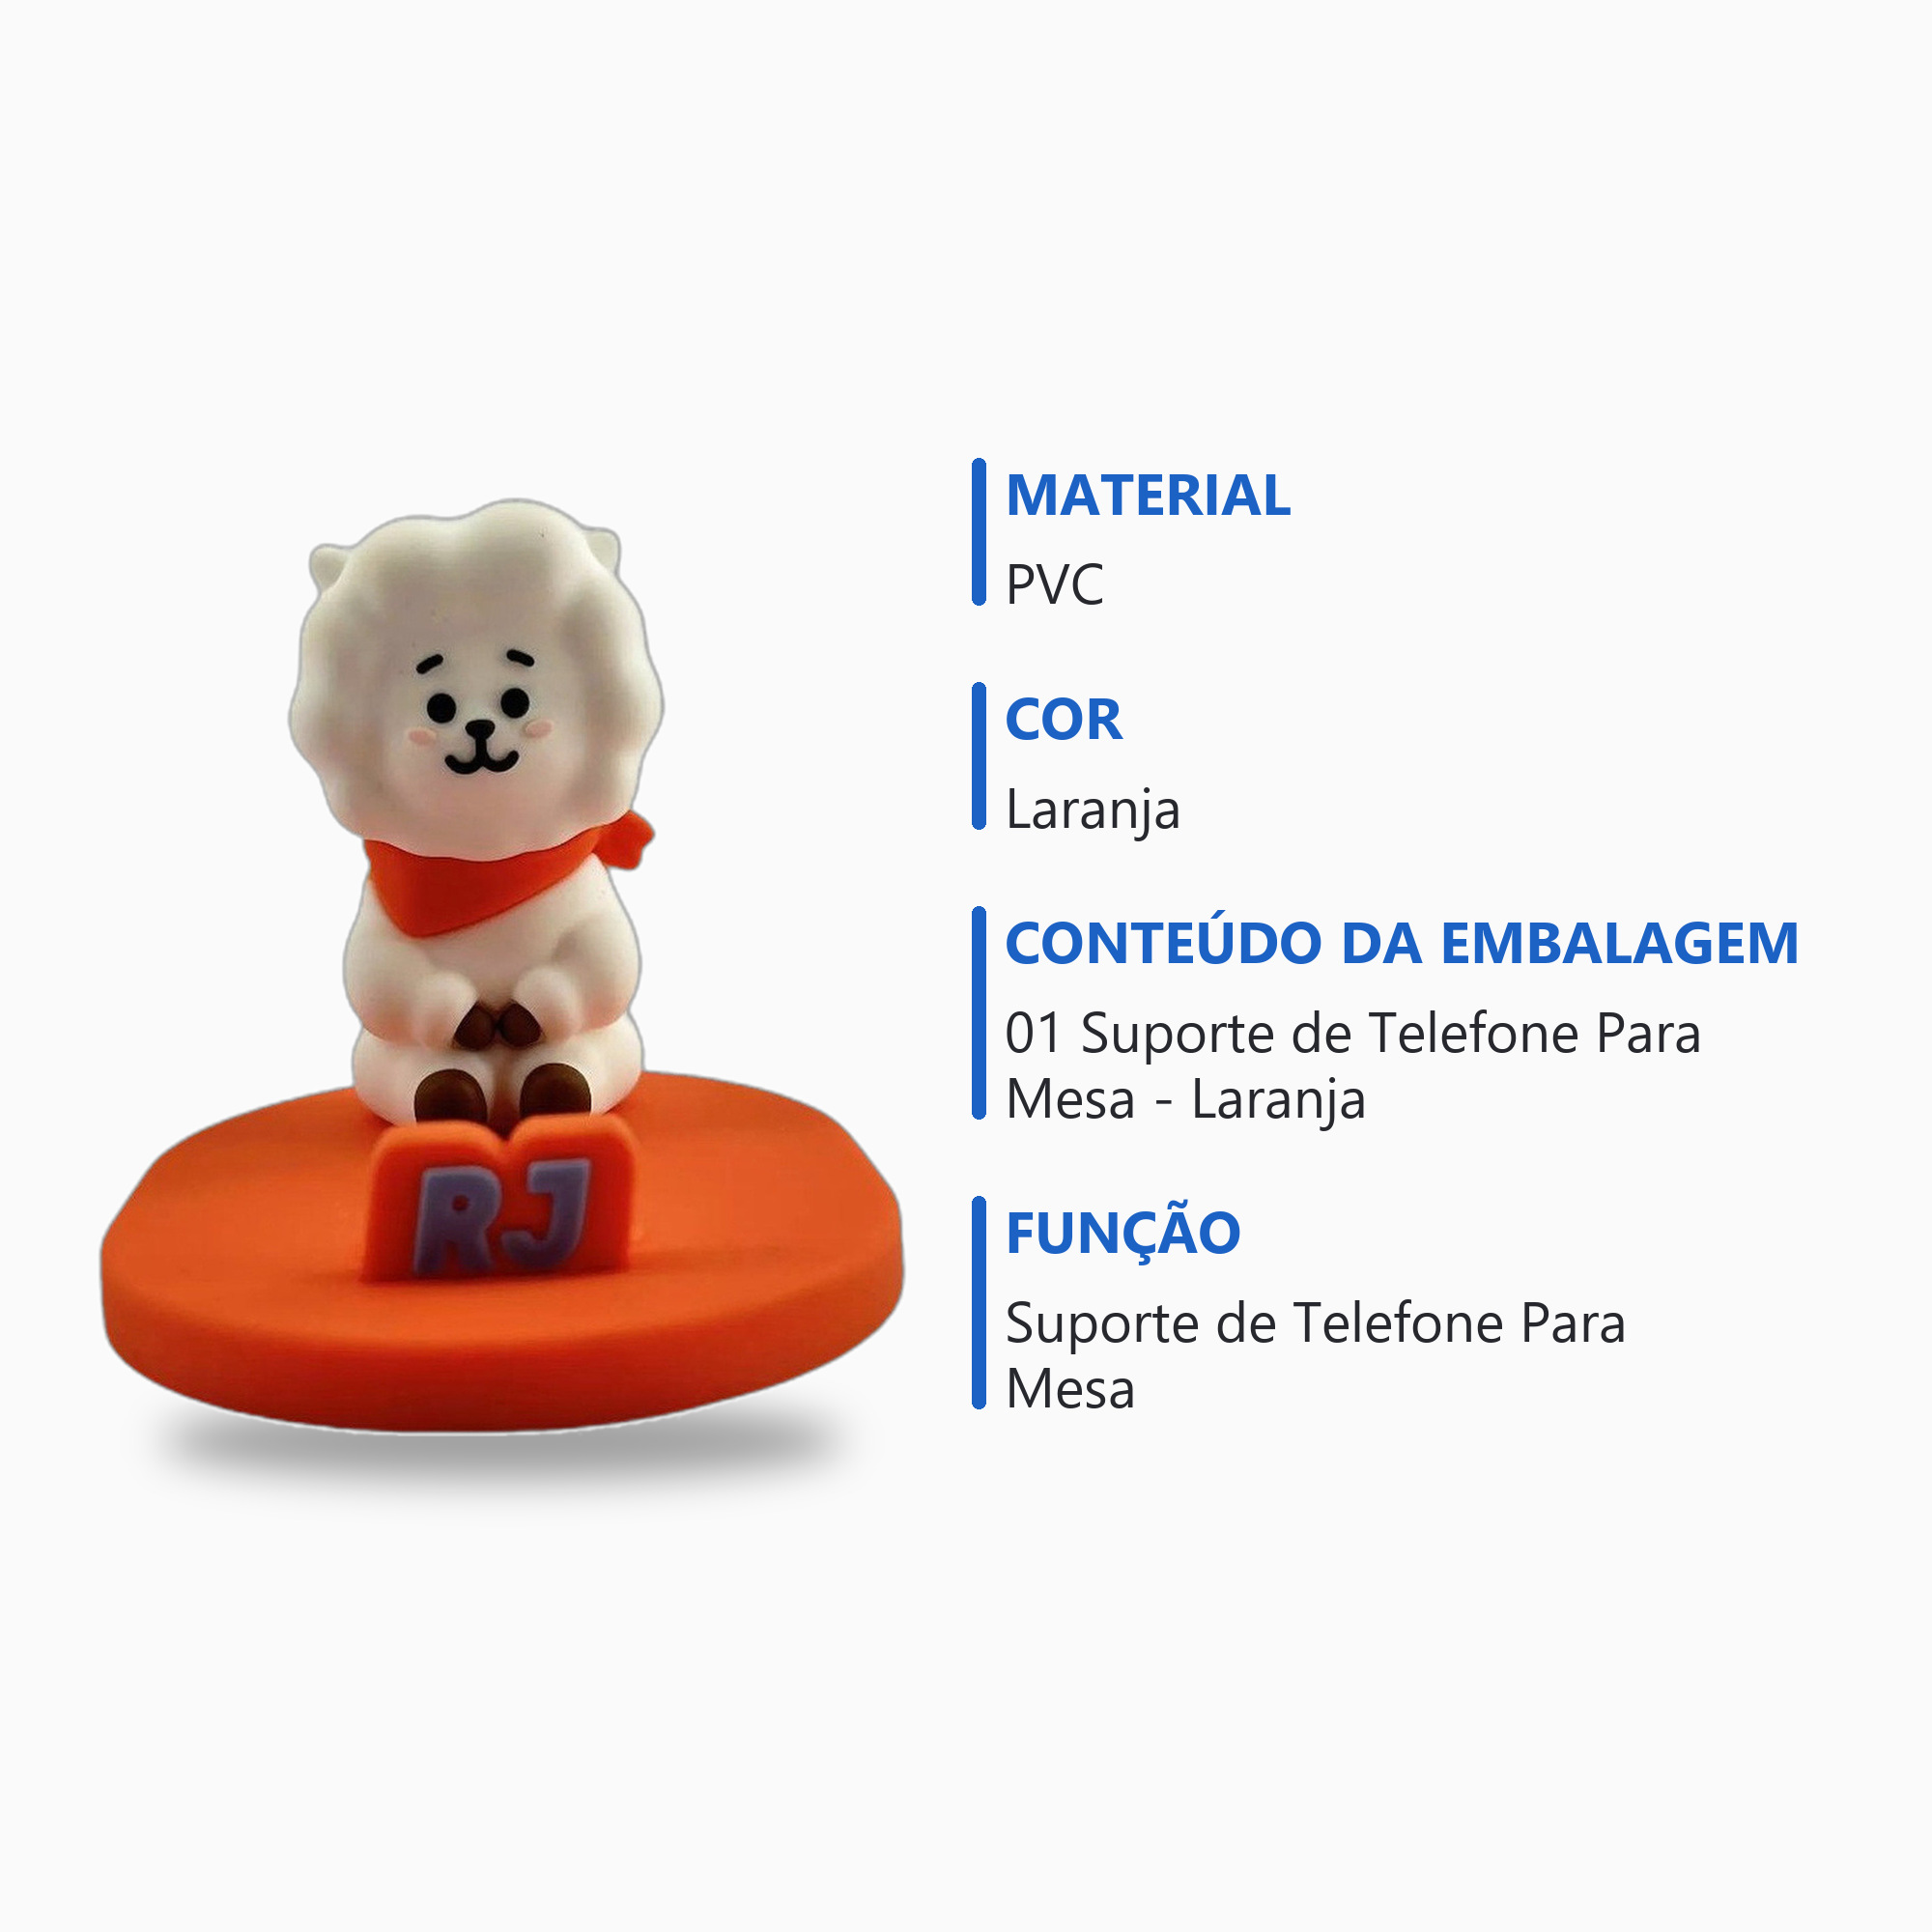 RJ
MATERIAL
PVC
COR
Laranja
CONTEÚDO DA EMBALAGEM
01 Suporte de Telefone Para
Mesa - Laranja
FUNÇÃO
Suporte de Telefone Para
Mesa